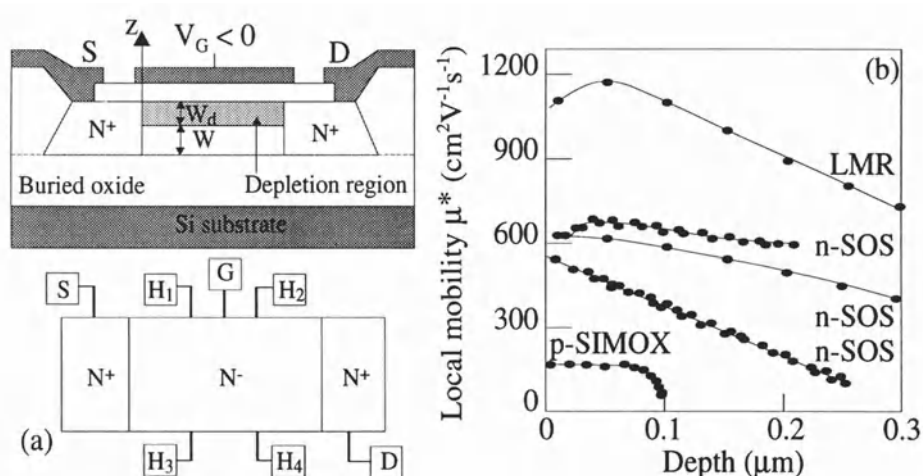 Z
V_G < 0
S
D
W_d
N⁺
W
N⁺
Buried oxide
Depletion region
Si substrate
S
H₁
G
H₂
N⁺
N⁻
N⁺
(a)
H₃
H₄
D
(b)
Local mobility μ* (cm²V⁻¹s⁻¹)
1200
900
600
300
0
LMR
n-SOS
n-SOS
n-SOS
p-SIMOX
0
0.1
0.2
0.3
Depth (μm)